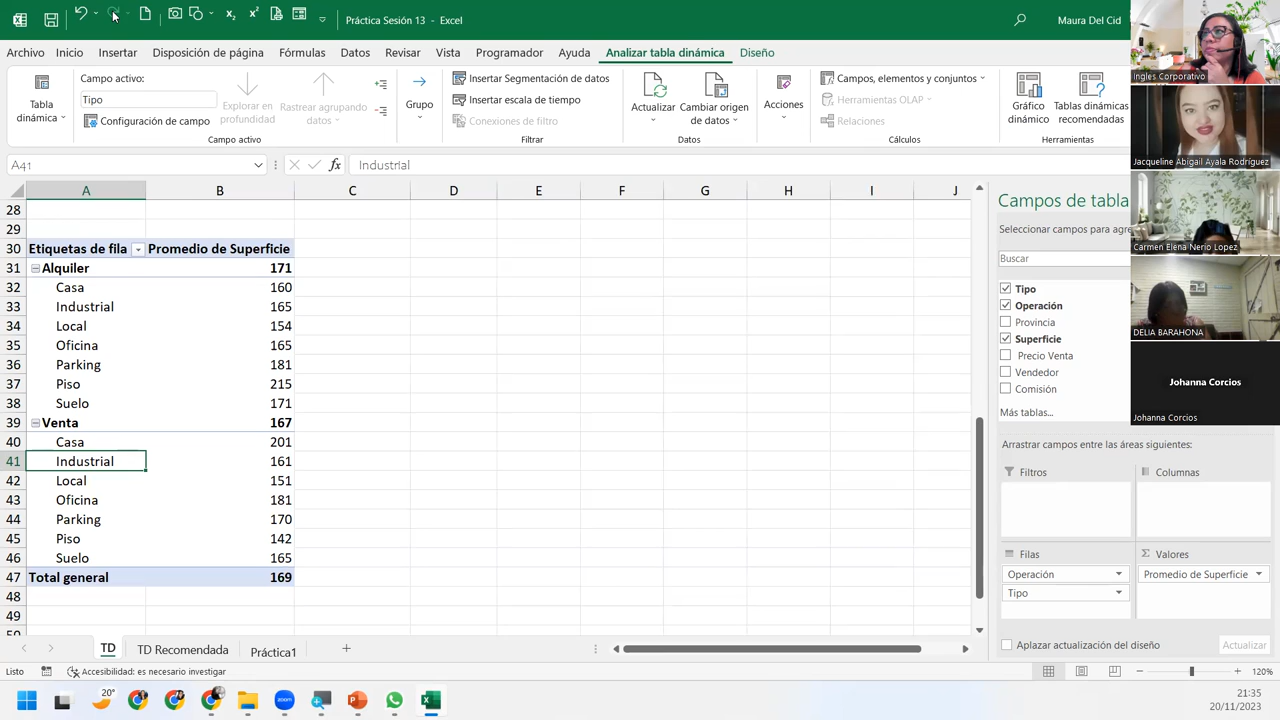 Práctica Sesión 13 - Excel
Maura Del Cid
Archivo Inicio Insertar Disposición de página Fórmulas Datos Revisar Vista Programador Ayuda Analizar tabla dinámica Diseño
Tabla dinámica
Campo activo:
Tipo
Configuración de campo
Explorar en profundidad
Rastrear agrupando datos
Campo activo
Grupo
Insertar Segmentación de datos
Insertar escala de tiempo
Conexiones de filtro
Filtrar
Actualizar
Cambiar origen de datos
Datos
Acciones
Campos, elementos y conjuntos
Herramientas OLAP
Relaciones
Cálculos
Gráfico dinámico
Tablas dinámicas recomendadas
Herramientas
A41
fx Industrial
A B C D E F G H I J
28
29
30 Etiquetas de fila Promedio de Superficie
31 Alquiler 171
32 Casa 160
33 Industrial 165
34 Local 154
35 Oficina 165
36 Parking 181
37 Piso 215
38 Suelo 171
39 Venta 167
40 Casa 201
41 Industrial 161
42 Local 151
43 Oficina 181
44 Parking 170
45 Piso 142
46 Suelo 165
47 Total general 169
48
49
50
Campos de tabla
Seleccionar campos para agre
Buscar
Tipo
Operación
Provincia
Superficie
Precio Venta
Vendedor
Comisión
Más tablas...
Arrastrar campos entre las áreas siguientes:
Filtros Columnas
Filas Σ Valores
Operación Promedio de Superficie
Tipo
Aplazar actualización del diseño Actualizar
TD TD Recomendada Práctica1
Listo Accesibilidad: es necesario investigar 120%
20° zoom
21:35
20/11/2023
Ingles Corporativo
Jacqueline Abigail Ayala Rodríguez
Carmen Elena Nerio Lopez
DELIA BARAHONA
Johanna Corcios
Johanna Corcios